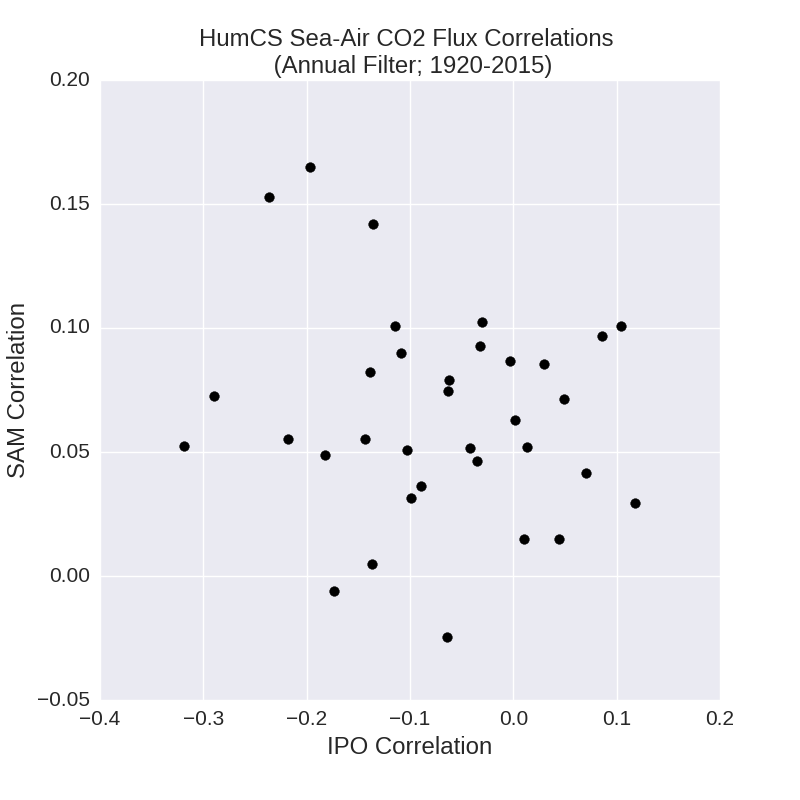 HumCS Sea-Air CO2 Flux Correlations
(Annual Filter; 1920-2015)
0.20
0.15
0.10
0.05
0.00
−0.05
SAM Correlation
−0.4 −0.3 −0.2 −0.1 0.0 0.1 0.2
IPO Correlation